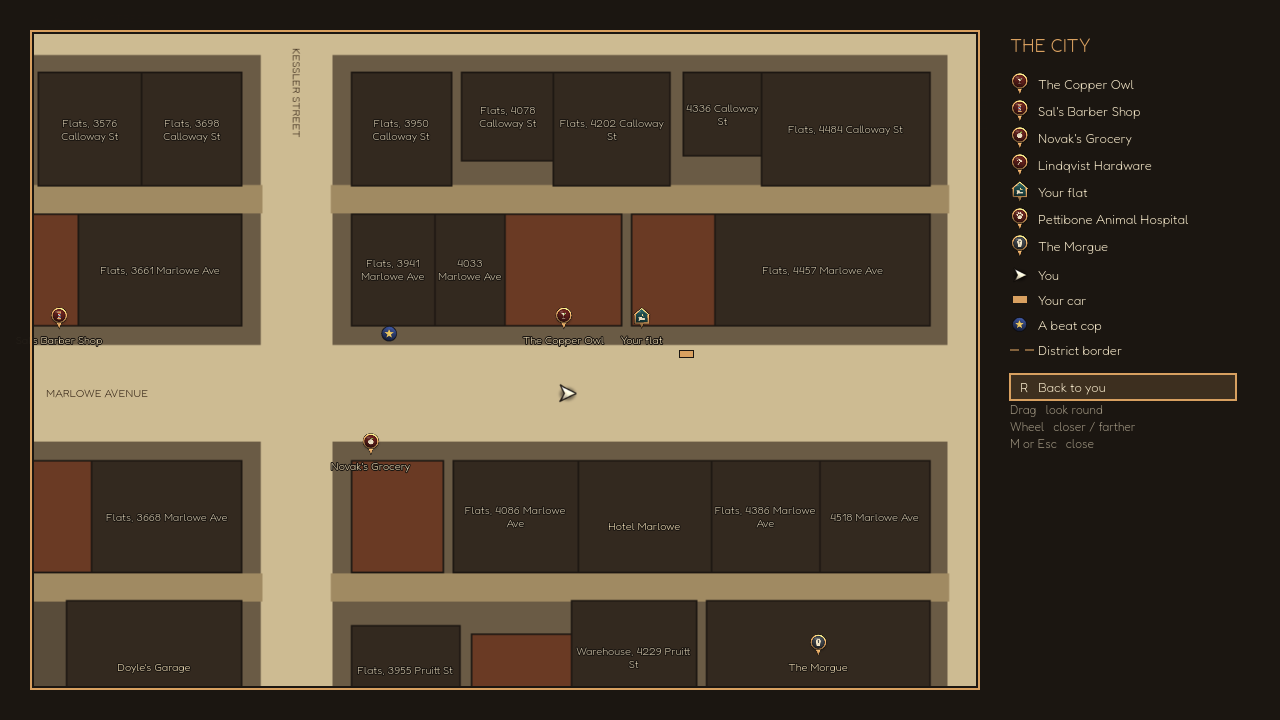 THE CITY
The Copper Owl
Sal's Barber Shop
Novak's Grocery
Lindqvist Hardware
Your flat
Pettibone Animal Hospital
The Morgue
You
Your car
A beat cop
District border
R Back to you
Drag look round
Wheel closer / farther
M or Esc close
KESSLER STREET
Flats, 3576
Calloway St
Flats, 3698
Calloway St
Flats, 3950
Calloway St
Flats, 4078
Calloway St
Flats, 4202 Calloway
St
4336 Calloway
St
Flats, 4484 Calloway St
Flats, 3661 Marlowe Ave
Flats, 3941
Marlowe Ave
4033
Marlowe Ave
Flats, 4457 Marlowe Ave
s Barber Shop
The Copper Owl
Your flat
MARLOWE AVENUE
Novak's Grocery
Flats, 3668 Marlowe Ave
Flats, 4086 Marlowe
Ave
Hotel Marlowe
Flats, 4386 Marlowe
Ave
4518 Marlowe Ave
Doyle's Garage
Flats, 3955 Pruitt St
Warehouse, 4229 Pruitt
St
The Morgue